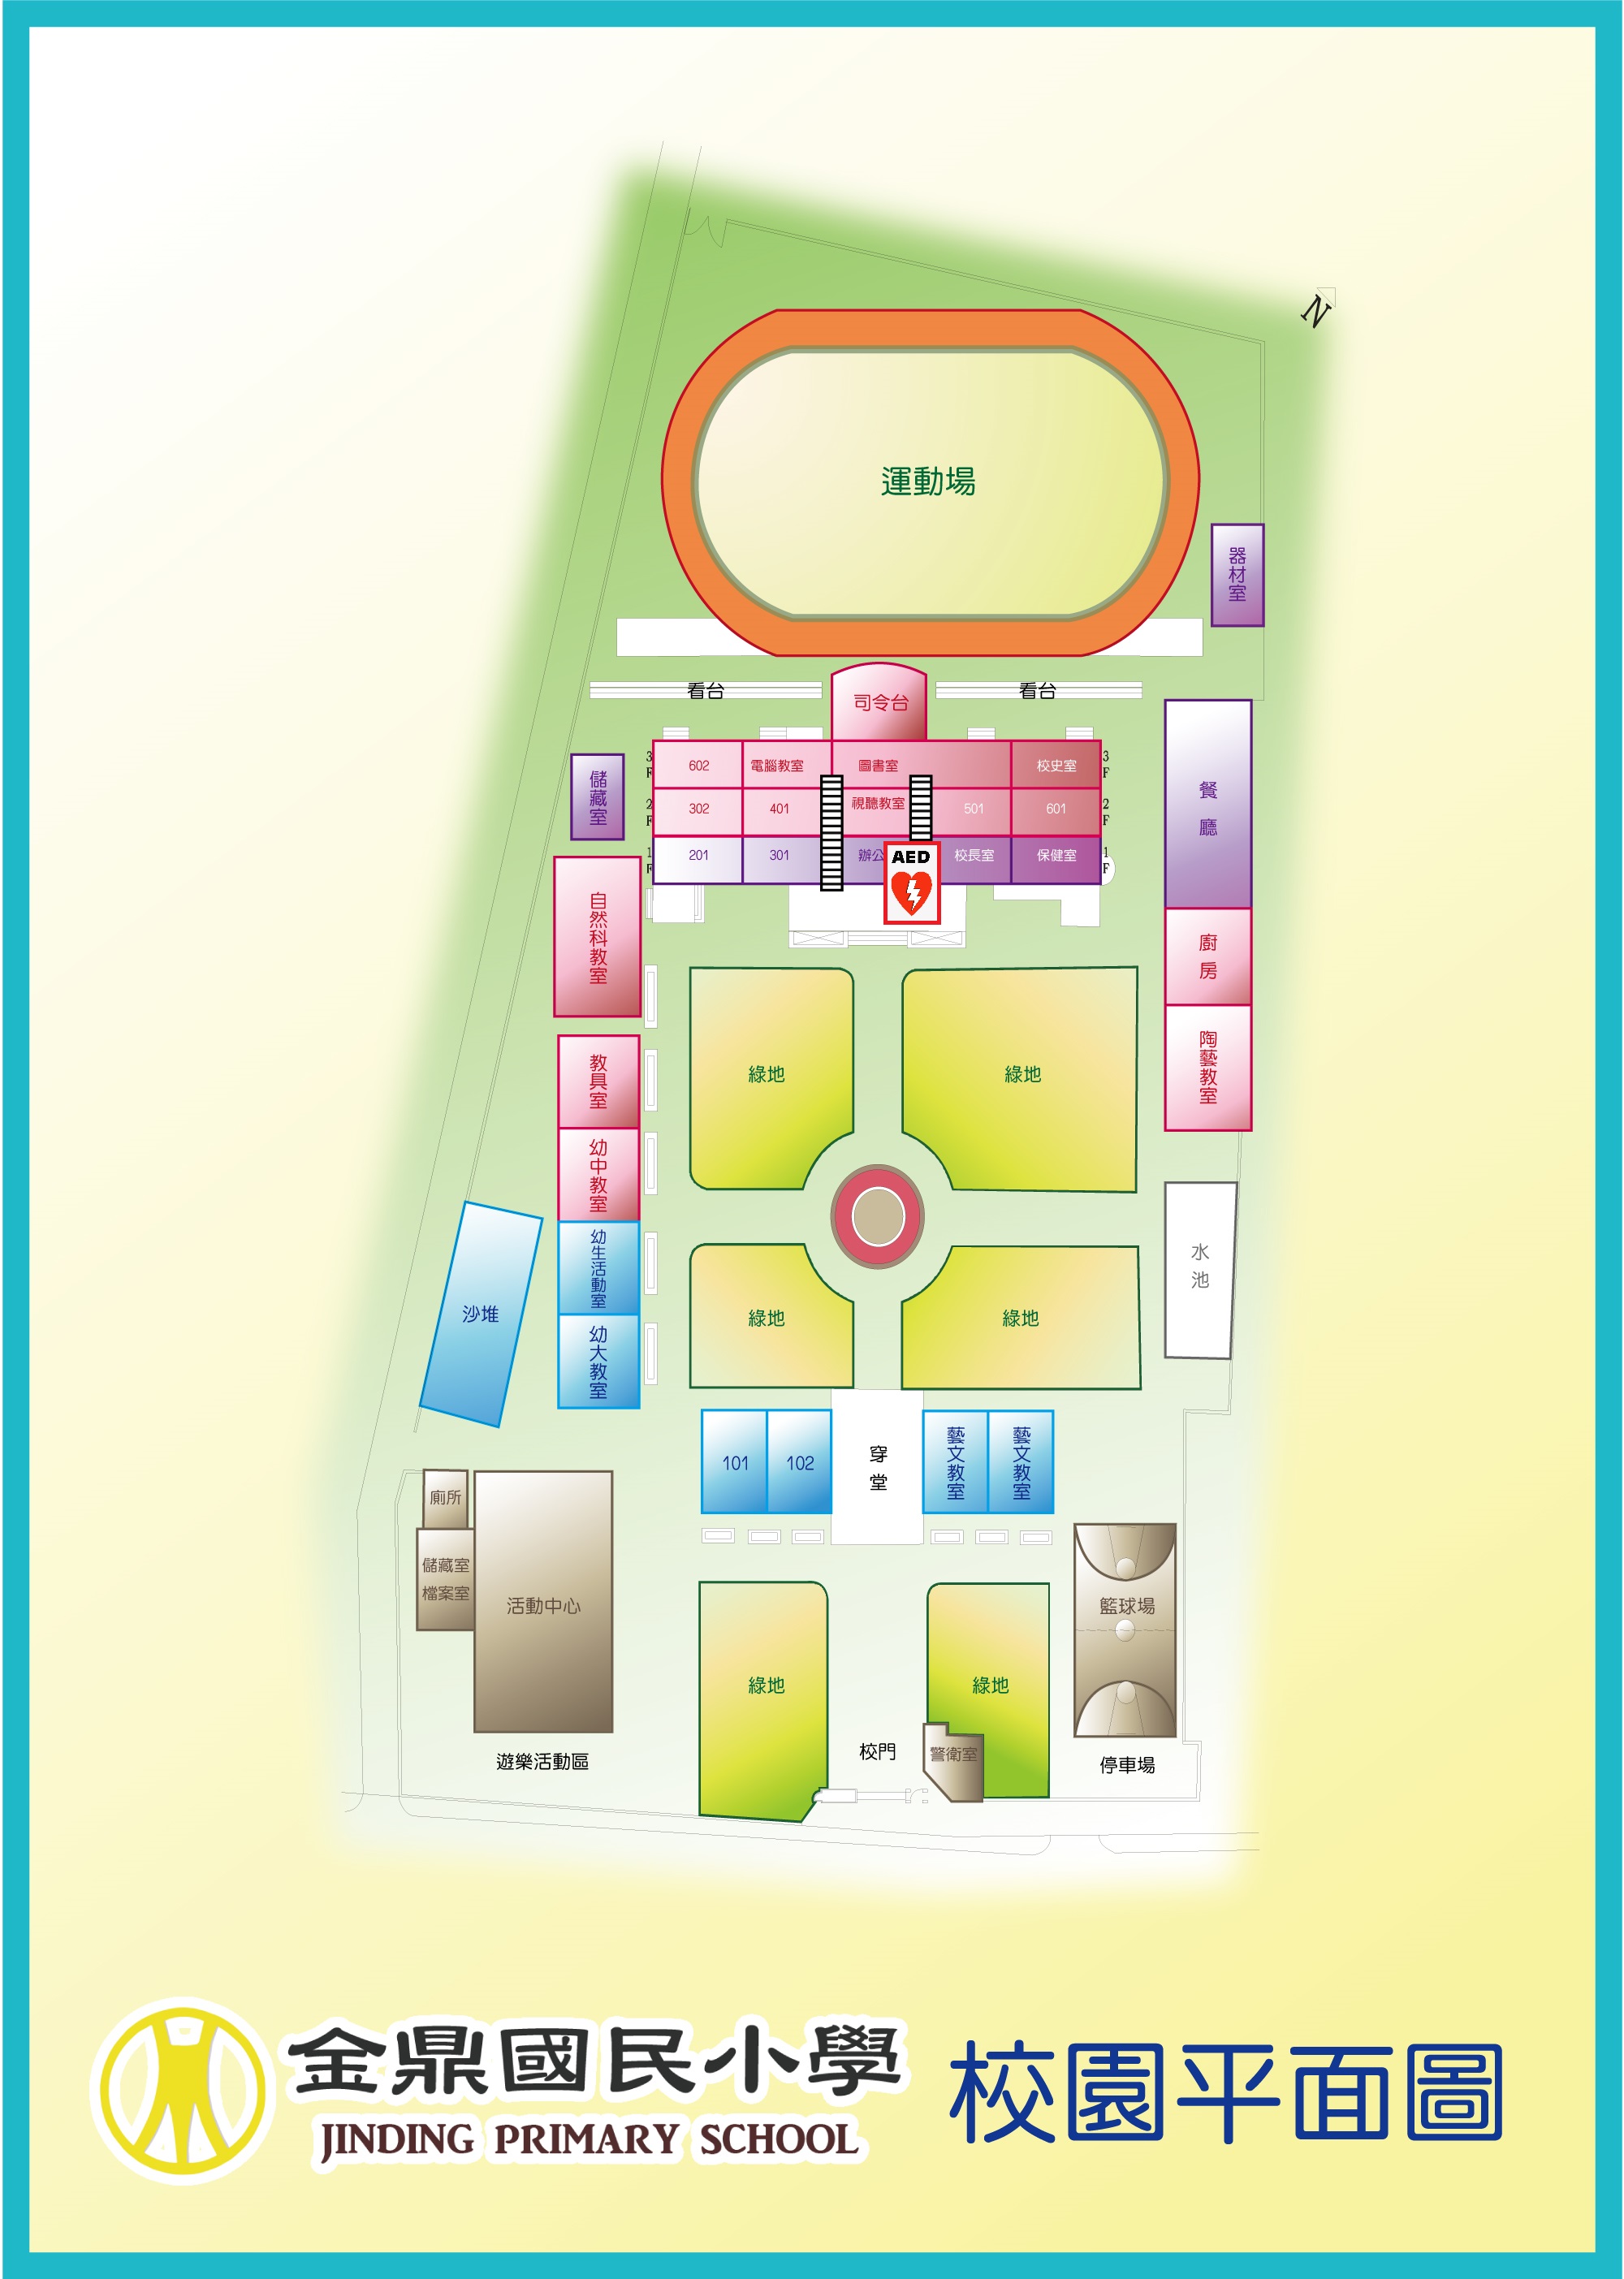 N
運動場
器材室
看台
司令台
看台
3F
602
電腦教室
圖書室
校史室
3F
2F
302
401
視聽教室
501
601
2F
1F
201
301
辦公
AED
校長室
保健室
1F
儲藏室
餐廳
自然科教室
廚房
陶藝教室
教具室
綠地
綠地
幼中教室
幼生活動室
水池
沙堆
幼大教室
綠地
綠地
101
102
穿堂
藝文教室
藝文教室
廁所
儲藏室
檔案室
活動中心
籃球場
綠地
綠地
校門
警衛室
遊樂活動區
停車場
金鼎國民小學
JINDING PRIMARY SCHOOL
校園平面圖